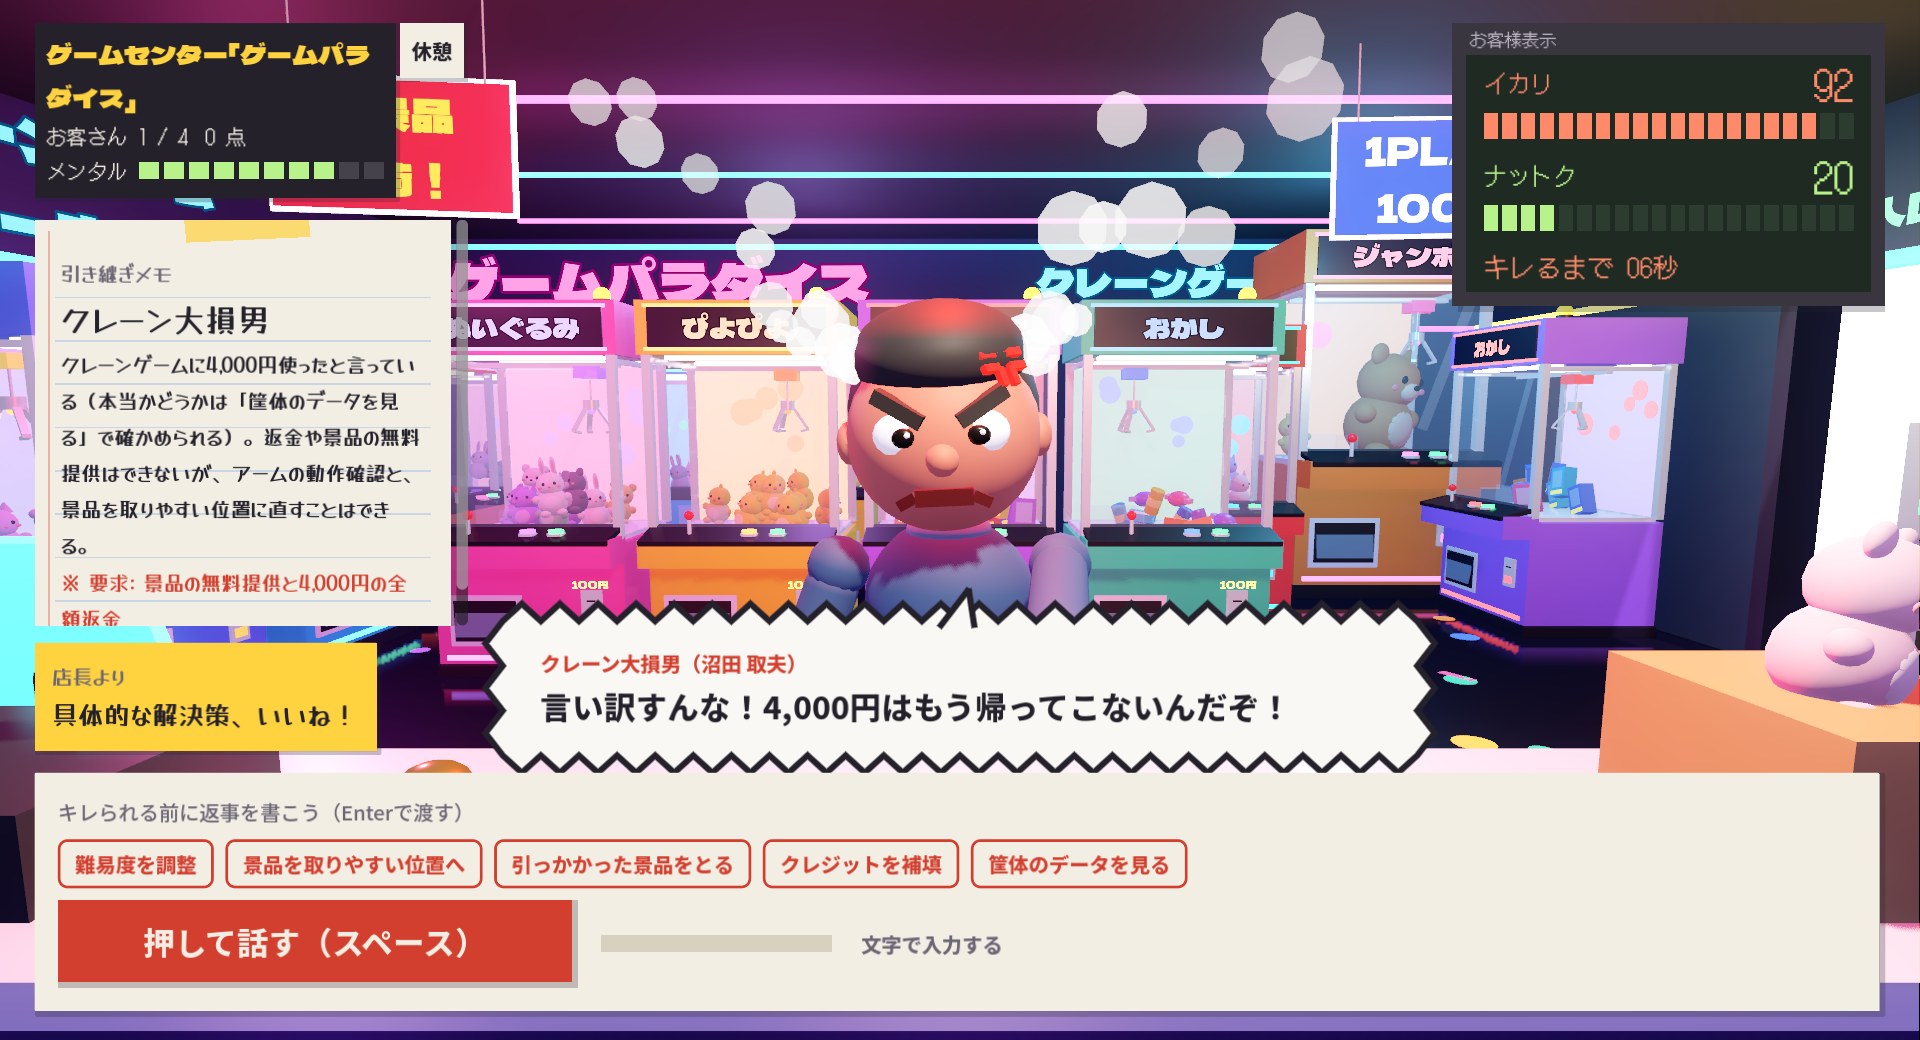 ゲームセンター「ゲームパラ
ダイス」
お客さん 1/4 0点
メンタル
休憩
景品
1PL
100
お客様表示
イカリ 92
ナットク 20
キレるまで 06秒
引き継ぎメモ
クレーン大損男
クレーンゲームに4,000円使ったと言ってい
る(本当かどうかは「筐体のデータを見
る」で確かめられる)。返金や景品の無料
提供はできないが、アームの動作確認と、
景品を取りやすい位置に直すことはでき
る。
※ 要求: 景品の無料提供と4,000円の全
額返金
ゲームパラダイス
クレーンゲー
ジャンボ
ぬいぐるみ
ぴよぴよ
おかし
おかし
100円
10
100円
店長より
具体的な解決策、いいね!
クレーン大損男(沼田 取夫)
言い訳すんな!4,000円はもう帰ってこないんだぞ!
キレられる前に返事を書こう(Enterで渡す)
難易度を調整
景品を取りやすい位置へ
引っかかった景品をとる
クレジットを補填
筐体のデータを見る
押して話す(スペース)
文字で入力する